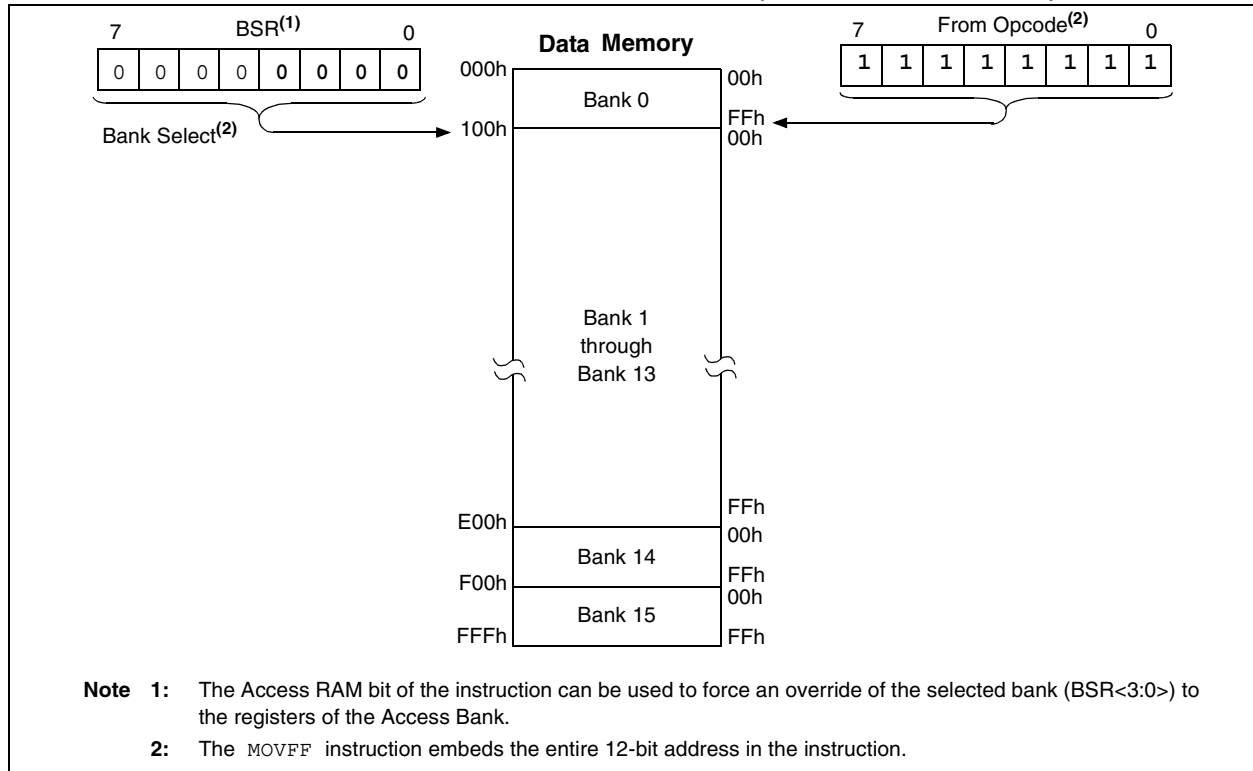 7 BSR(1) 0
0 0 0 0 0 0 0 0
Bank Select(2)
Data Memory
7 From Opcode(2) 0
1 1 1 1 1 1 1 1
000h
00h
Bank 0
FFh
100h
00h
Bank 1
through
Bank 13
FFh
E00h
00h
Bank 14
FFh
F00h
00h
Bank 15
FFFh
FFh
Note 1: The Access RAM bit of the instruction can be used to force an override of the selected bank (BSR<3:0>) to
the registers of the Access Bank.
2: The MOVFF instruction embeds the entire 12-bit address in the instruction.